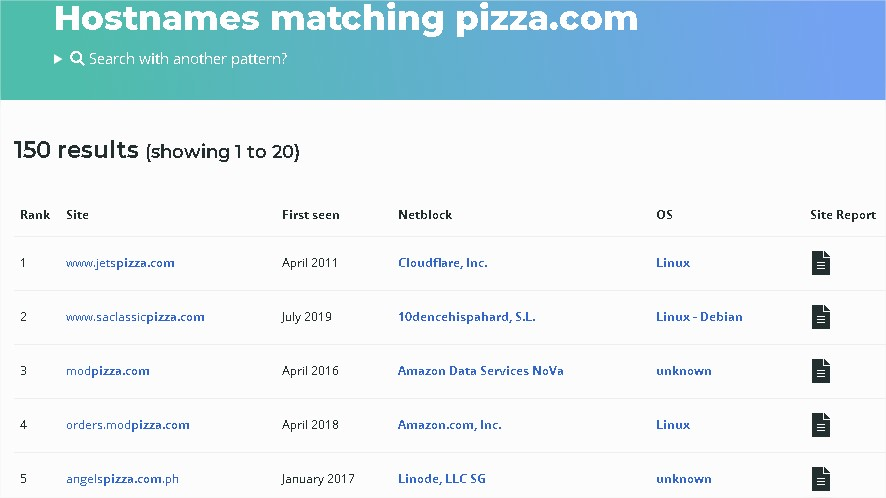 Hostnames matching pizza.com
Search with another pattern?
150 results (showing 1 to 20)
Rank Site First seen Netblock OS Site Report
1 www.jetspizza.com April 2011 Cloudflare, Inc. Linux
2 www.saclassicpizza.com July 2019 10dencehispahard, S.L. Linux - Debian
3 modpizza.com April 2016 Amazon Data Services NoVa unknown
4 orders.modpizza.com April 2018 Amazon.com, Inc. Linux
5 angelspizza.com.ph January 2017 Linode, LLC SG unknown